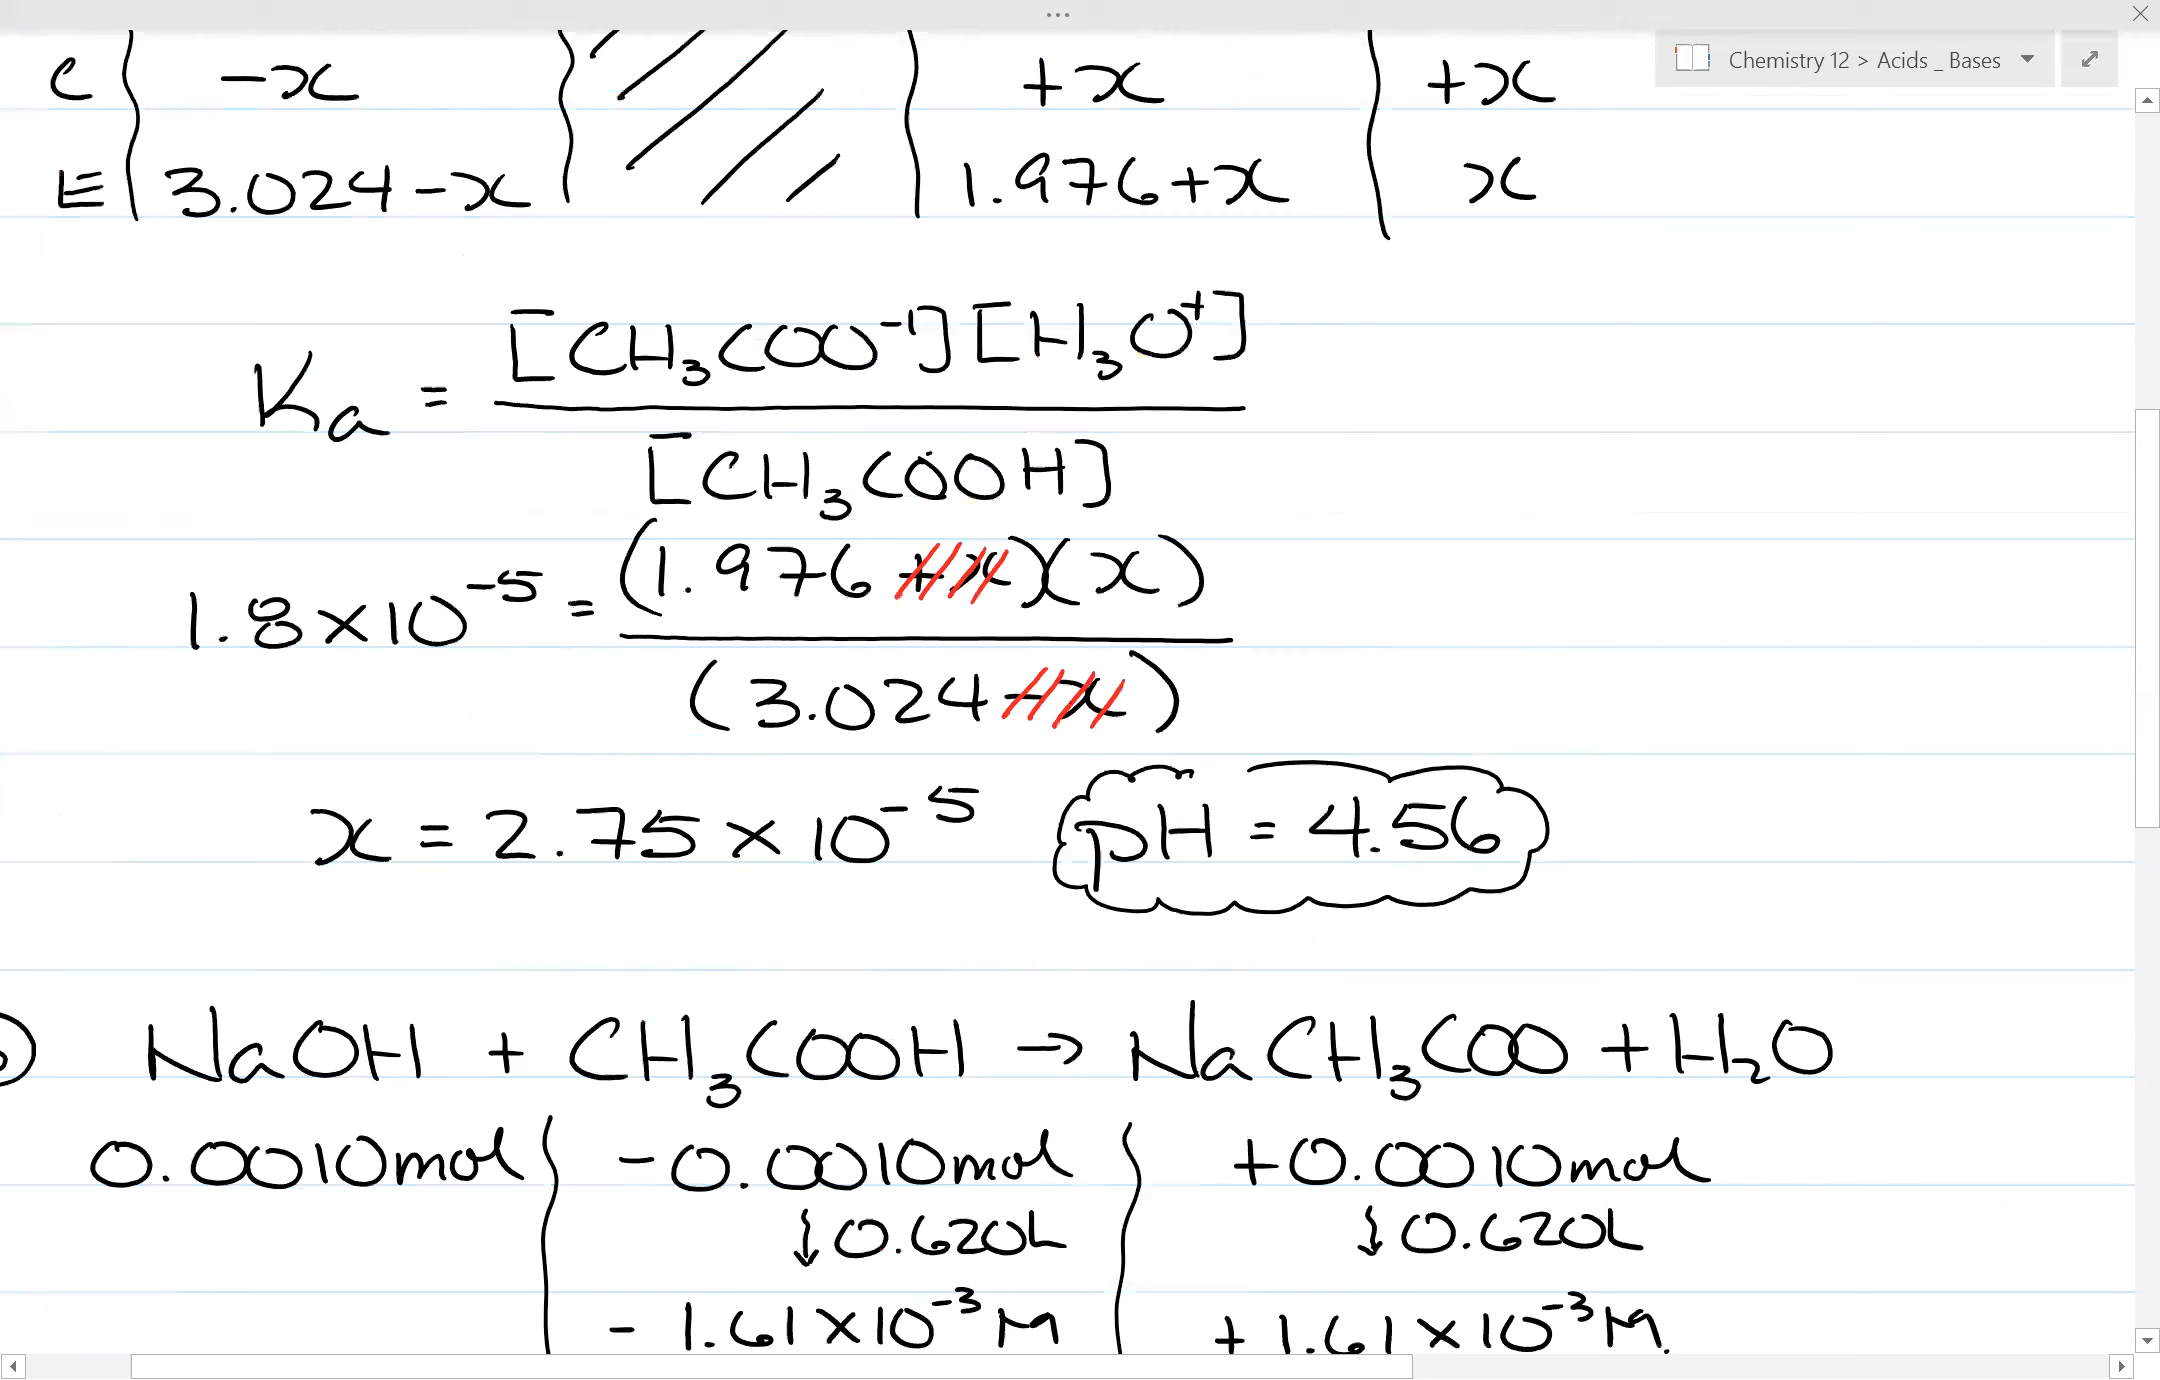 Chemistry 12 > Acids _ Bases
C -x +x +x
E 3.024-x 1.976+x x
Ka = [CH₃COO⁻¹][H₃O⁺]
[CH₃COOH]
1.8×10⁻⁵ = (1.976+x)(x)
(3.024-x)
x = 2.75×10⁻⁵ pH = 4.56
NaOH + CH₃COOH → NaCH₃COO + H₂O
0.0010mol -0.0010mol +0.0010mol
↓0.620L ↓0.620L
-1.61×10⁻³M +1.61×10⁻³M.